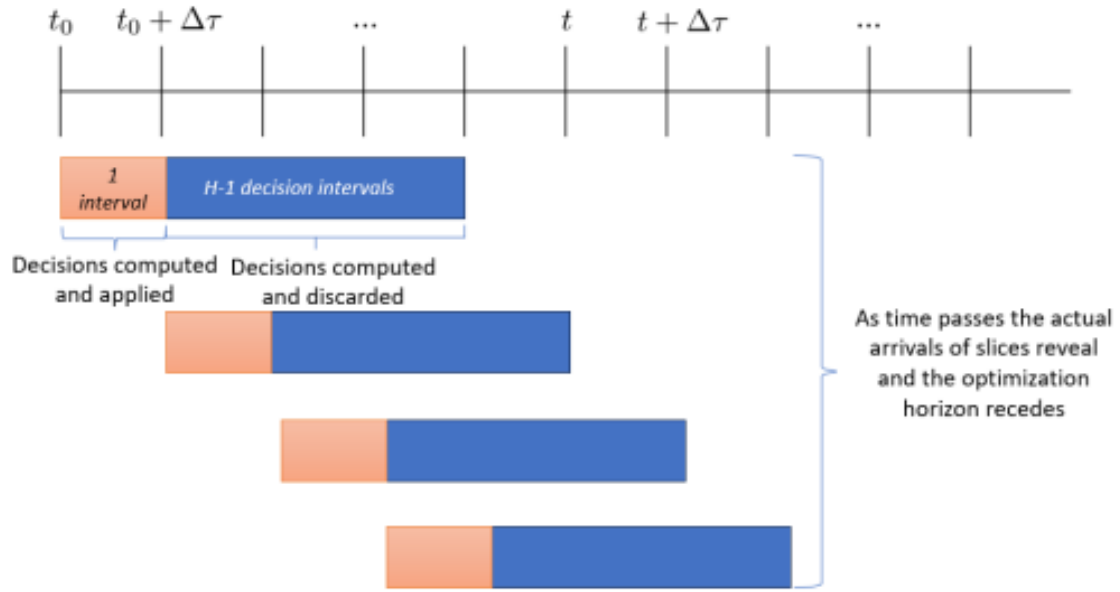 t₀ t₀ + Δτ ... t t + Δτ ...
1
interval
H-1 decision intervals
Decisions computed
and applied
Decisions computed
and discarded
As time passes the actual
arrivals of slices reveal
and the optimization
horizon recedes